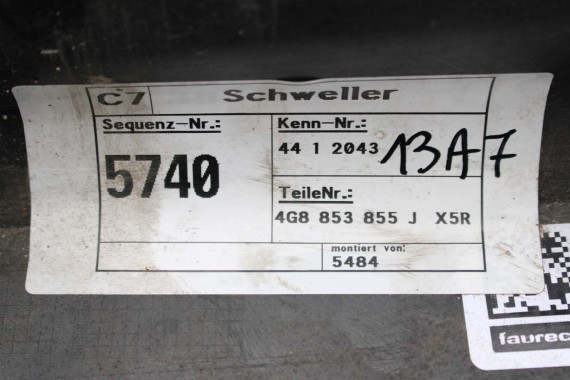 C7 Schweller
Sequenz-Nr.:
5740
Kenn-Nr.:
44 1 2043 13A7
TeileNr.:
4G8 853 855 J X5R
montiert von:
5484
faurec